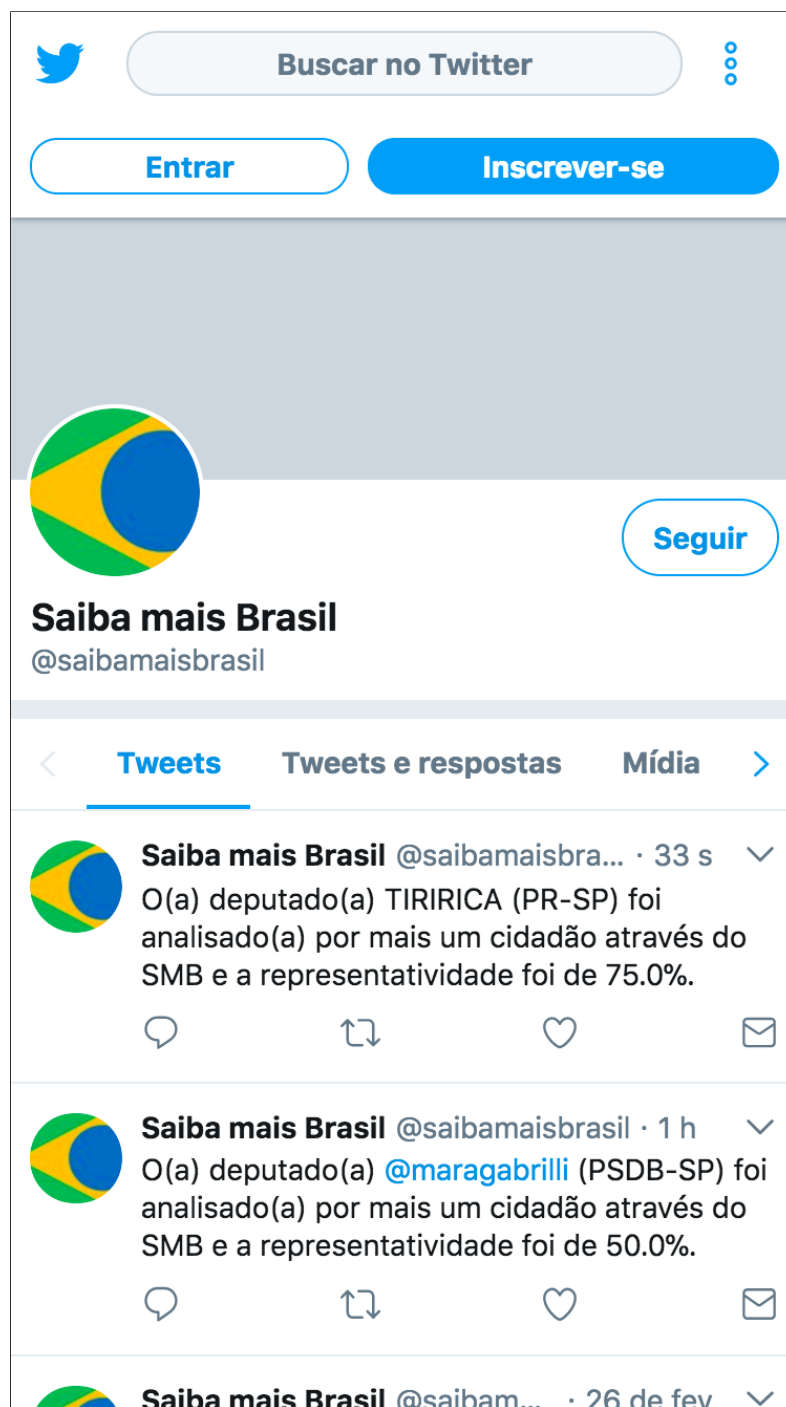 Buscar no Twitter
Entrar
Inscrever-se
Seguir
Saiba mais Brasil
@saibamaisbrasil
Tweets
Tweets e respostas
Mídia
Saiba mais Brasil @saibamaisbra... · 33 s
O(a) deputado(a) TIRIRICA (PR-SP) foi
analisado(a) por mais um cidadão através do
SMB e a representatividade foi de 75.0%.
Saiba mais Brasil @saibamaisbrasil · 1 h
O(a) deputado(a) @maragabrilli (PSDB-SP) foi
analisado(a) por mais um cidadão através do
SMB e a representatividade foi de 50.0%.
Saiba mais Brasil @saibam... · 26 de fev